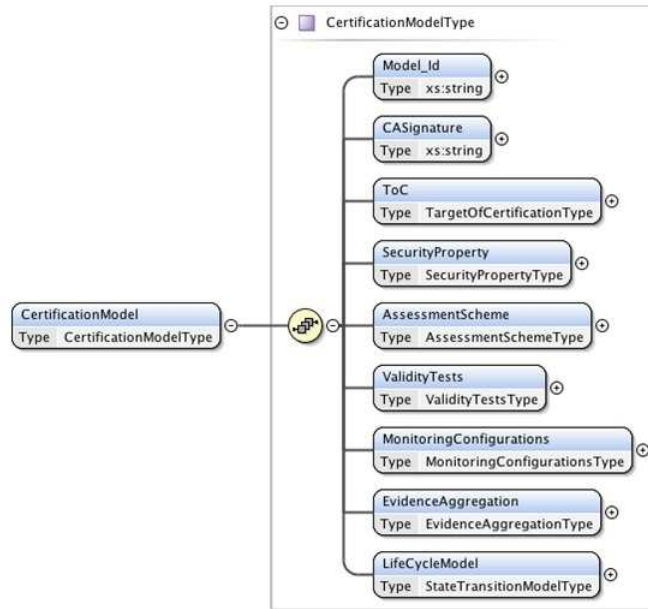 CertificationModelType
Model_Id
Type xs:string
CASignature
Type xs:string
ToC
Type TargetOfCertificationType
SecurityProperty
Type SecurityPropertyType
CertificationModel
Type CertificationModelType
AssessmentScheme
Type AssessmentSchemeType
ValidityTests
Type ValidityTestsType
MonitoringConfigurations
Type MonitoringConfigurationsType
EvidenceAggregation
Type EvidenceAggregationType
LifeCycleModel
Type StateTransitionModelType